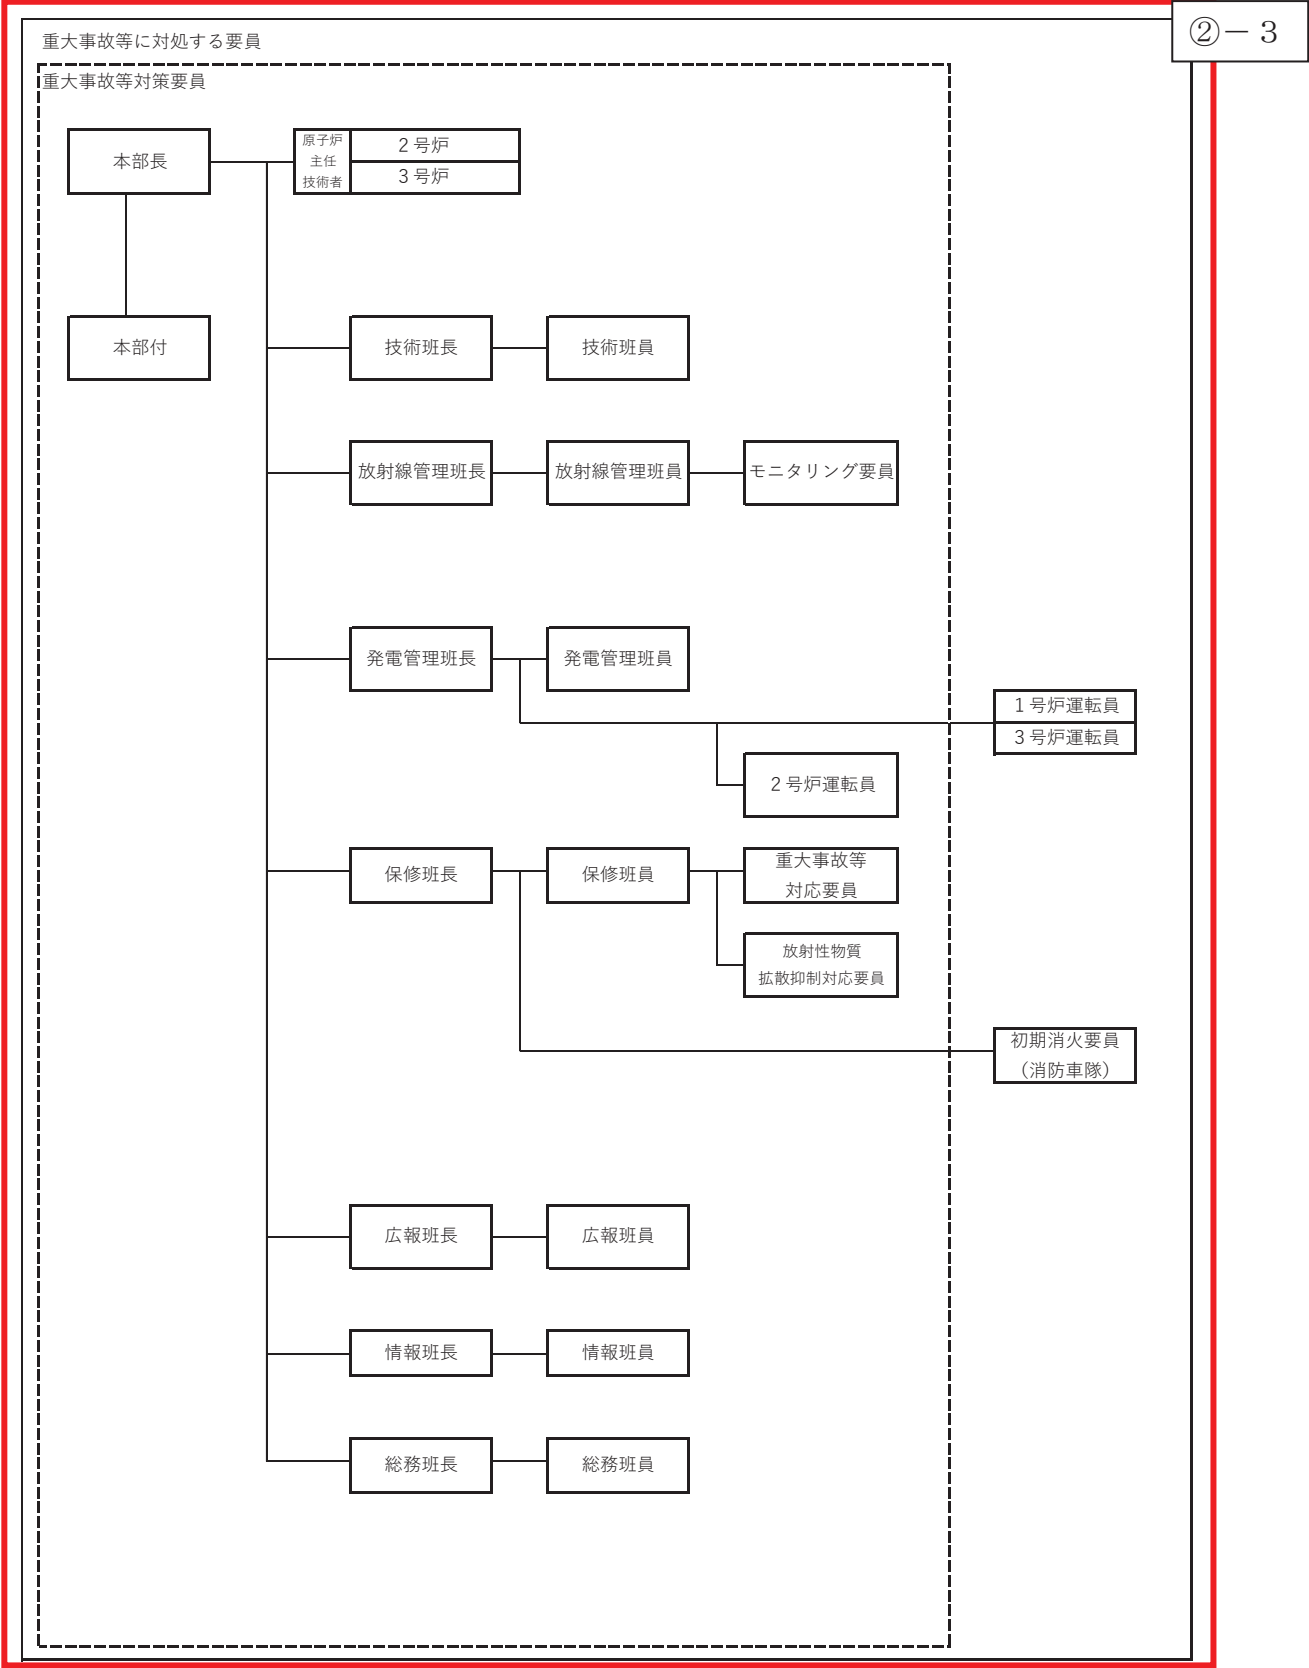 ②－３
重大事故等に対処する要員
重大事故等対策要員
本部長
原子炉
主任
技術者
2 号炉
3 号炉
本部付
技術班長
技術班員
放射線管理班長
放射線管理班員
モニタリング要員
発電管理班長
発電管理班員
1 号炉運転員
3 号炉運転員
2 号炉運転員
保修班長
保修班員
重大事故等
対応要員
放射性物質
拡散抑制対応要員
初期消火要員
（消防車隊）
広報班長
広報班員
情報班長
情報班員
総務班長
総務班員